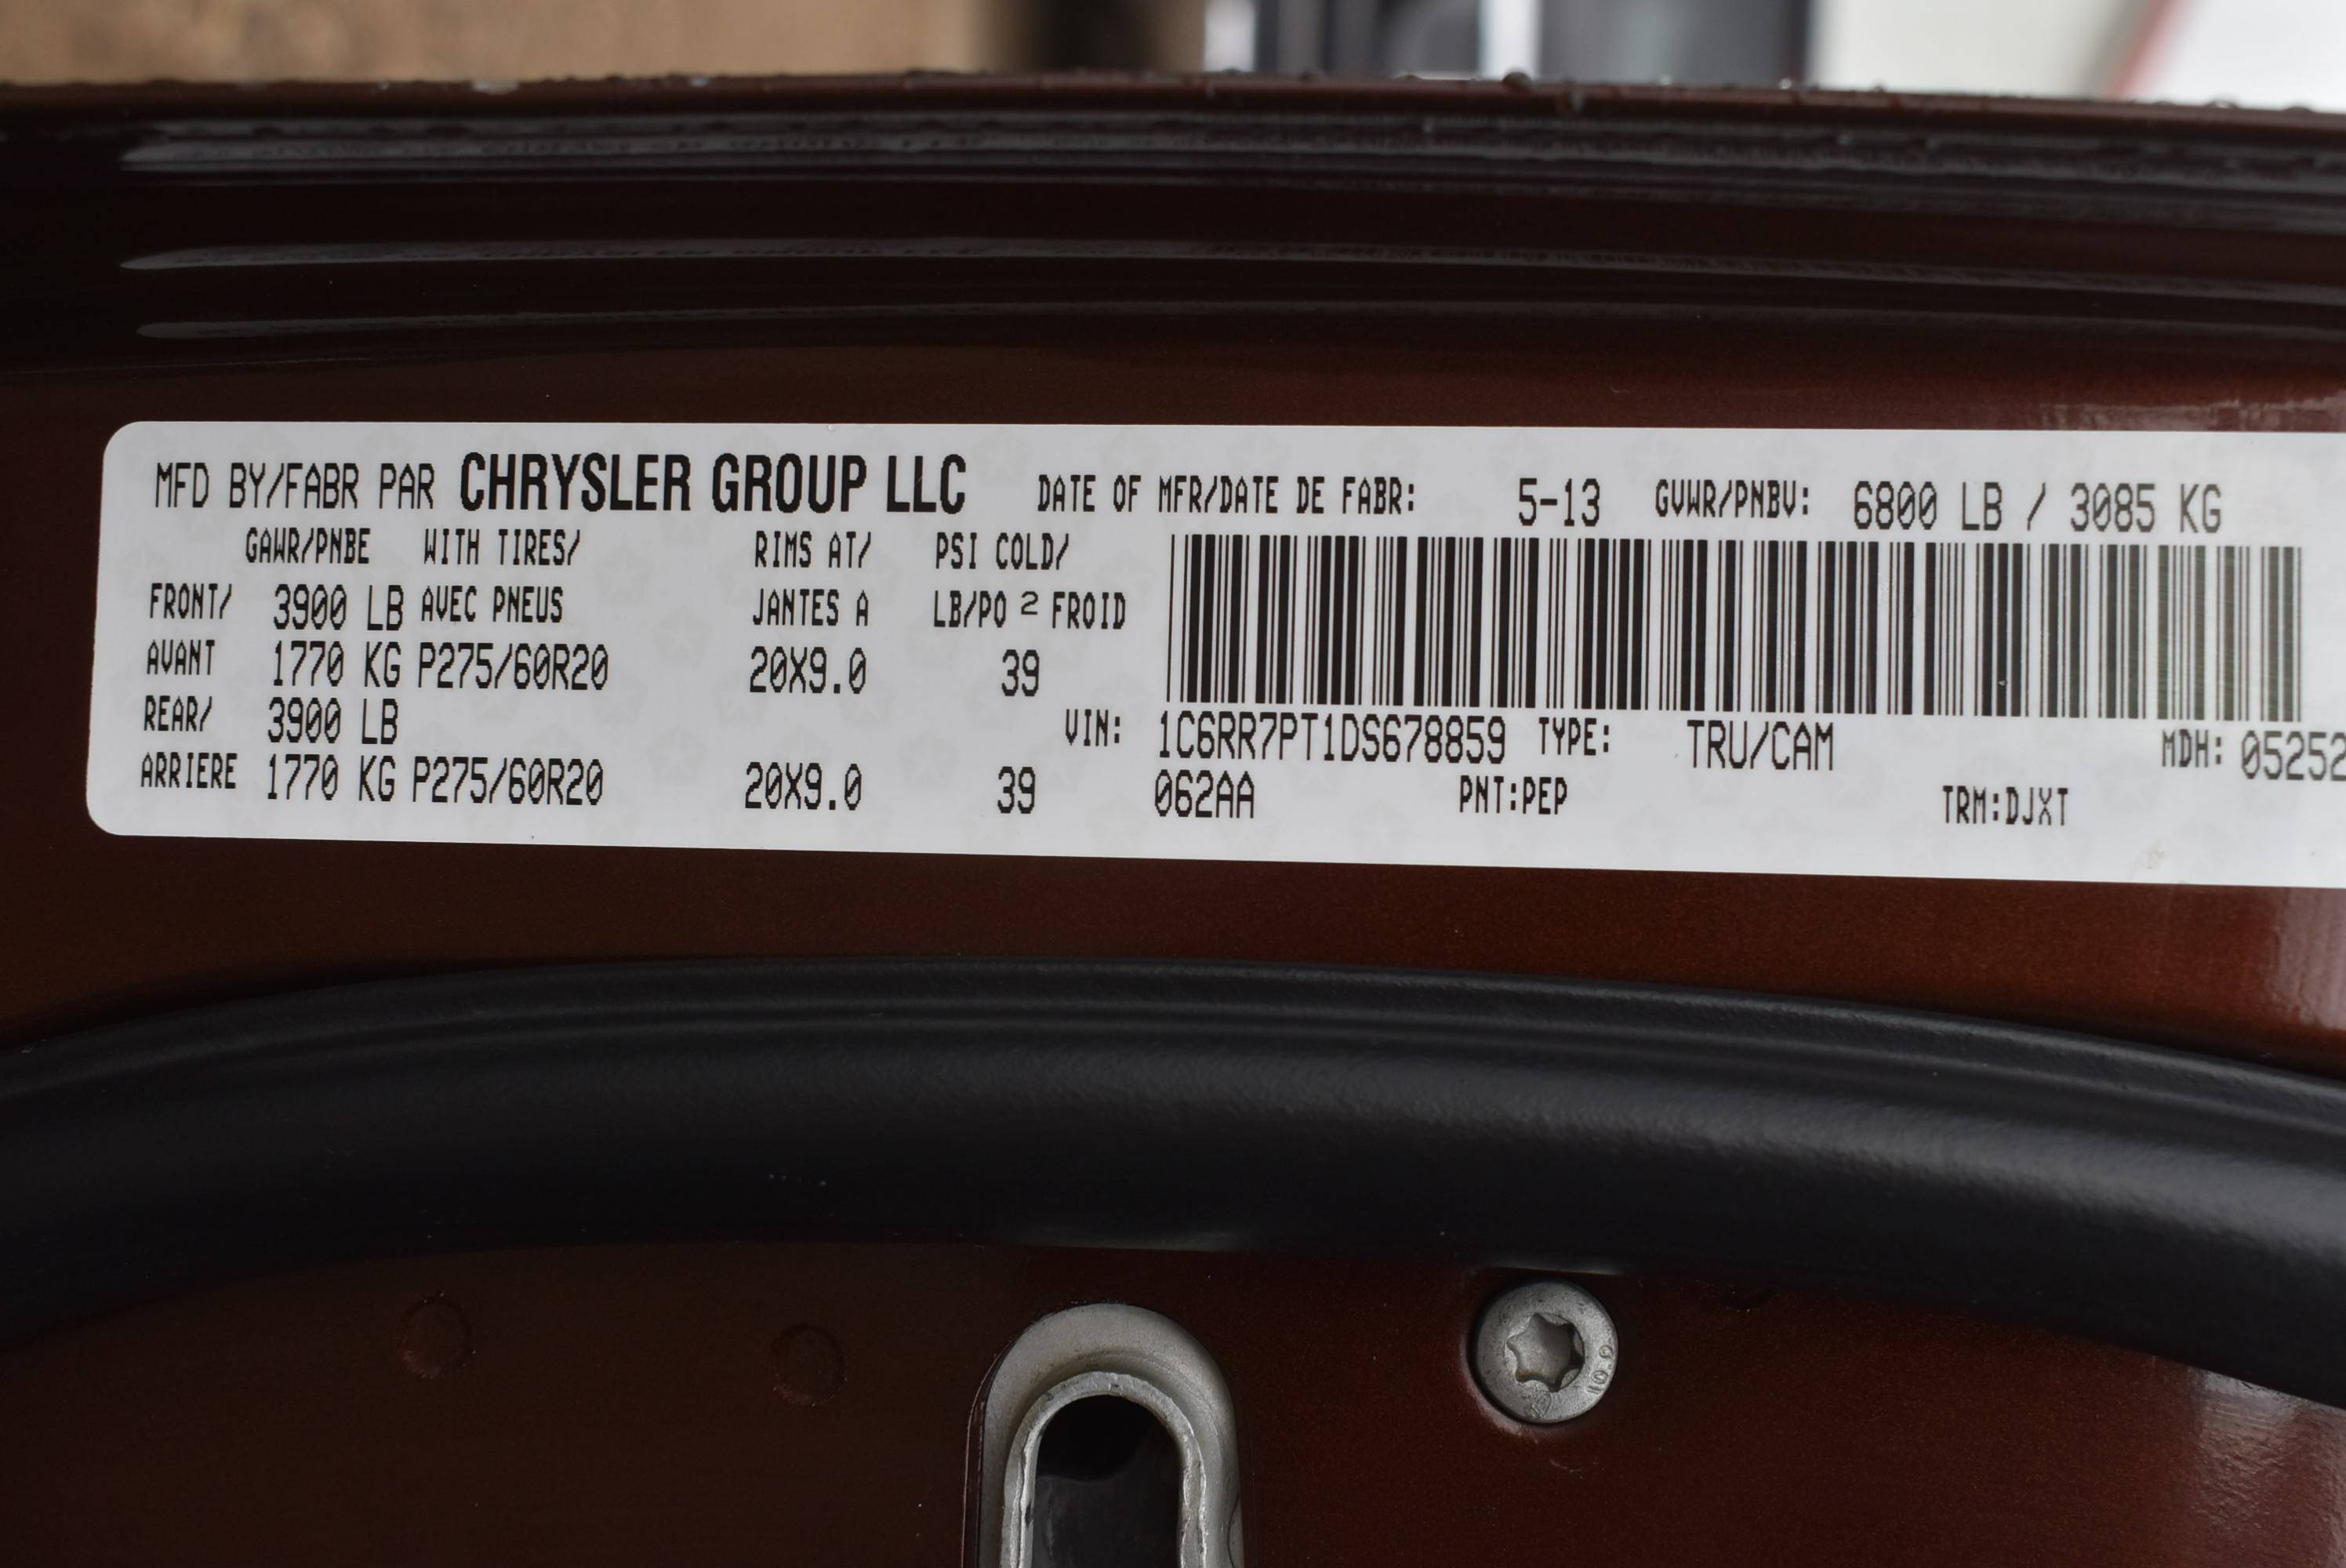 MFD BY/FABR PAR CHRYSLER GROUP LLC DATE OF MFR/DATE DE FABR: 5-13 GVWR/PNBV: 6800 LB / 3085 KG
GAWR/PNBE WITH TIRES/ RIMS AT/ PSI COLD/
FRONT/ 3900 LB AVEC PNEUS JANTES A LB/PO 2 FROID
AVANT 1770 KG P275/60R20 20X9.0 39
REAR/ 3900 LB
VIN: 1C6RR7PT1DS678859 TYPE: TRU/CAM MDH: 05252
ARRIERE 1770 KG P275/60R20 20X9.0 39 062AA PNT:PEP TRM:DJXT
10.9